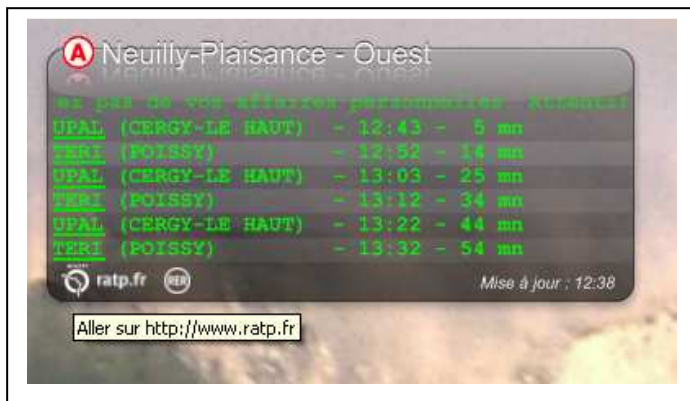 A Neuilly-Plaisance - Ouest
ez pas de vos affaires personnelles Attenti
UPAL (CERGY-LE HAUT) - 12:43 - 5 mn
TERI (POISSY) - 12:52 - 14 mn
UPAL (CERGY-LE HAUT) - 13:03 - 25 mn
TERI (POISSY) - 13:12 - 34 mn
UPAL (CERGY-LE HAUT) - 13:22 - 44 mn
TERI (POISSY) - 13:32 - 54 mn
ratp.fr RER Mise à jour : 12:38
Aller sur http://www.ratp.fr